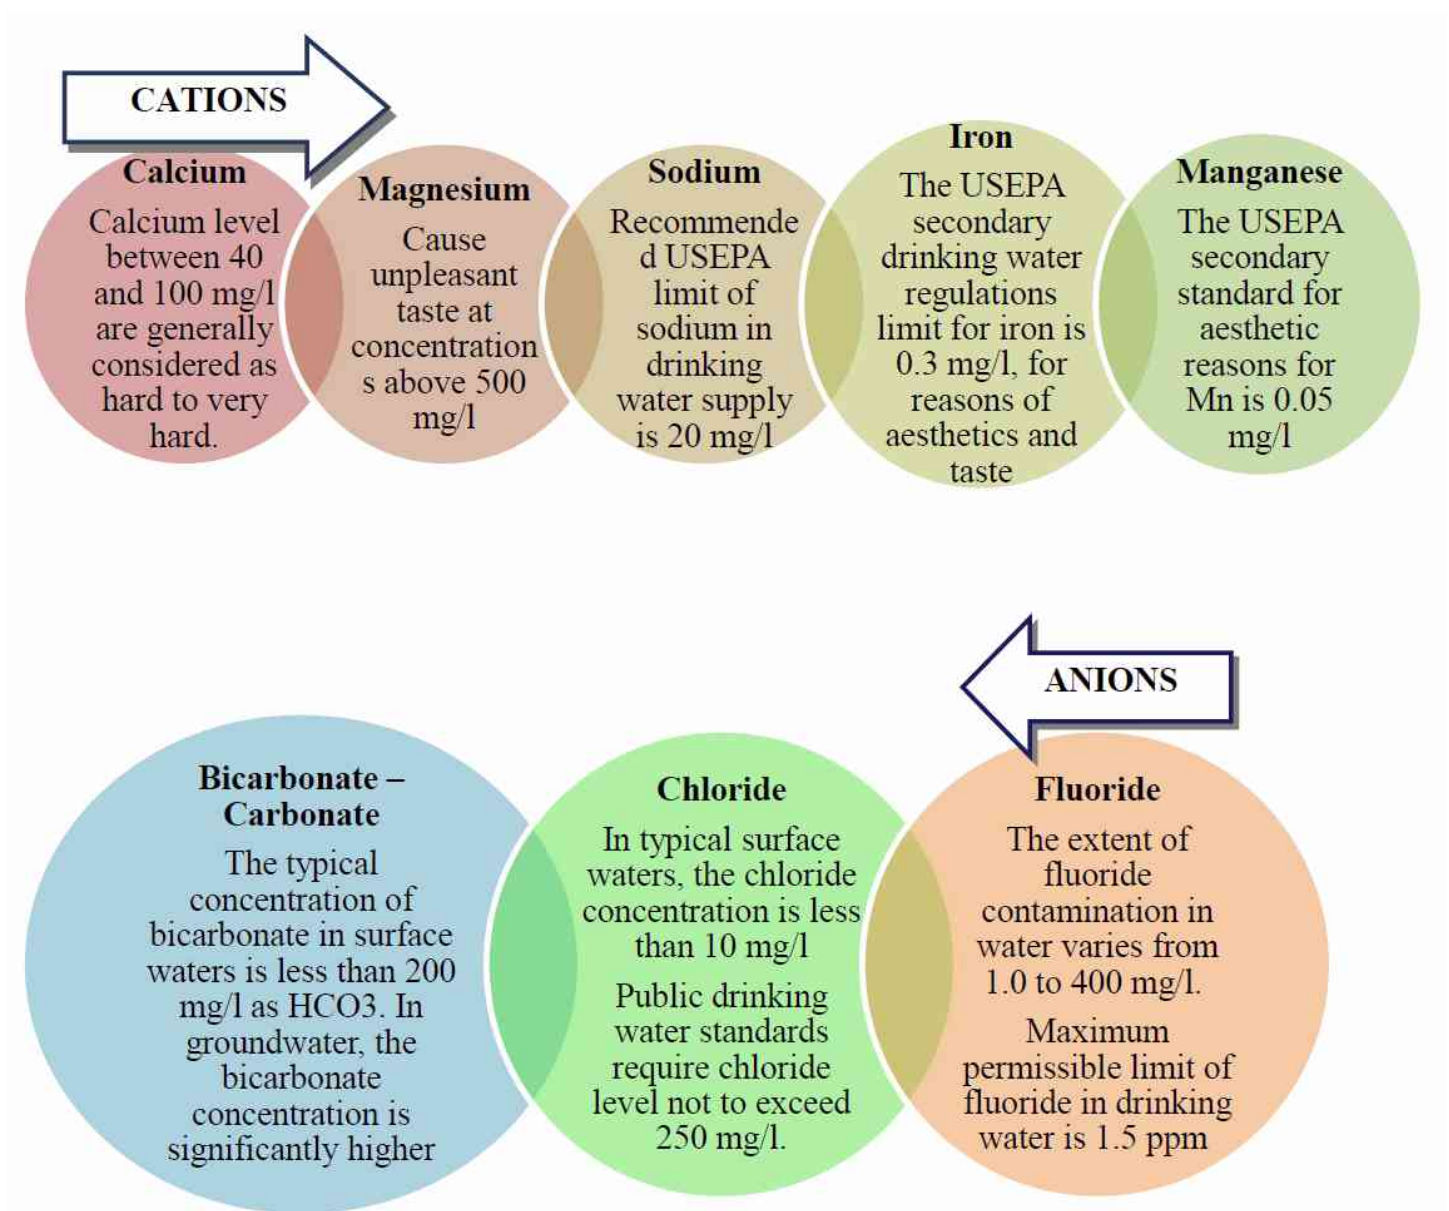 CATIONS
Calcium
Calcium level
between 40
and 100 mg/l
are generally
considered as
hard to very
hard.
Magnesium
Cause
unpleasant
taste at
concentration
s above 500
mg/l
Sodium
Recommende
d USEPA
limit of
sodium in
drinking
water supply
is 20 mg/l
Iron
The USEPA
secondary
drinking water
regulations
limit for iron is
0.3 mg/l, for
reasons of
aesthetics and
taste
Manganese
The USEPA
secondary
standard for
aesthetic
reasons for
Mn is 0.05
mg/l
ANIONS
Bicarbonate –
Carbonate
The typical
concentration of
bicarbonate in surface
waters is less than 200
mg/l as HCO3. In
groundwater, the
bicarbonate
concentration is
significantly higher
Chloride
In typical surface
waters, the chloride
concentration is less
than 10 mg/l
Public drinking
water standards
require chloride
level not to exceed
250 mg/l.
Fluoride
The extent of
fluoride
contamination in
water varies from
1.0 to 400 mg/l.
Maximum
permissible limit of
fluoride in drinking
water is 1.5 ppm